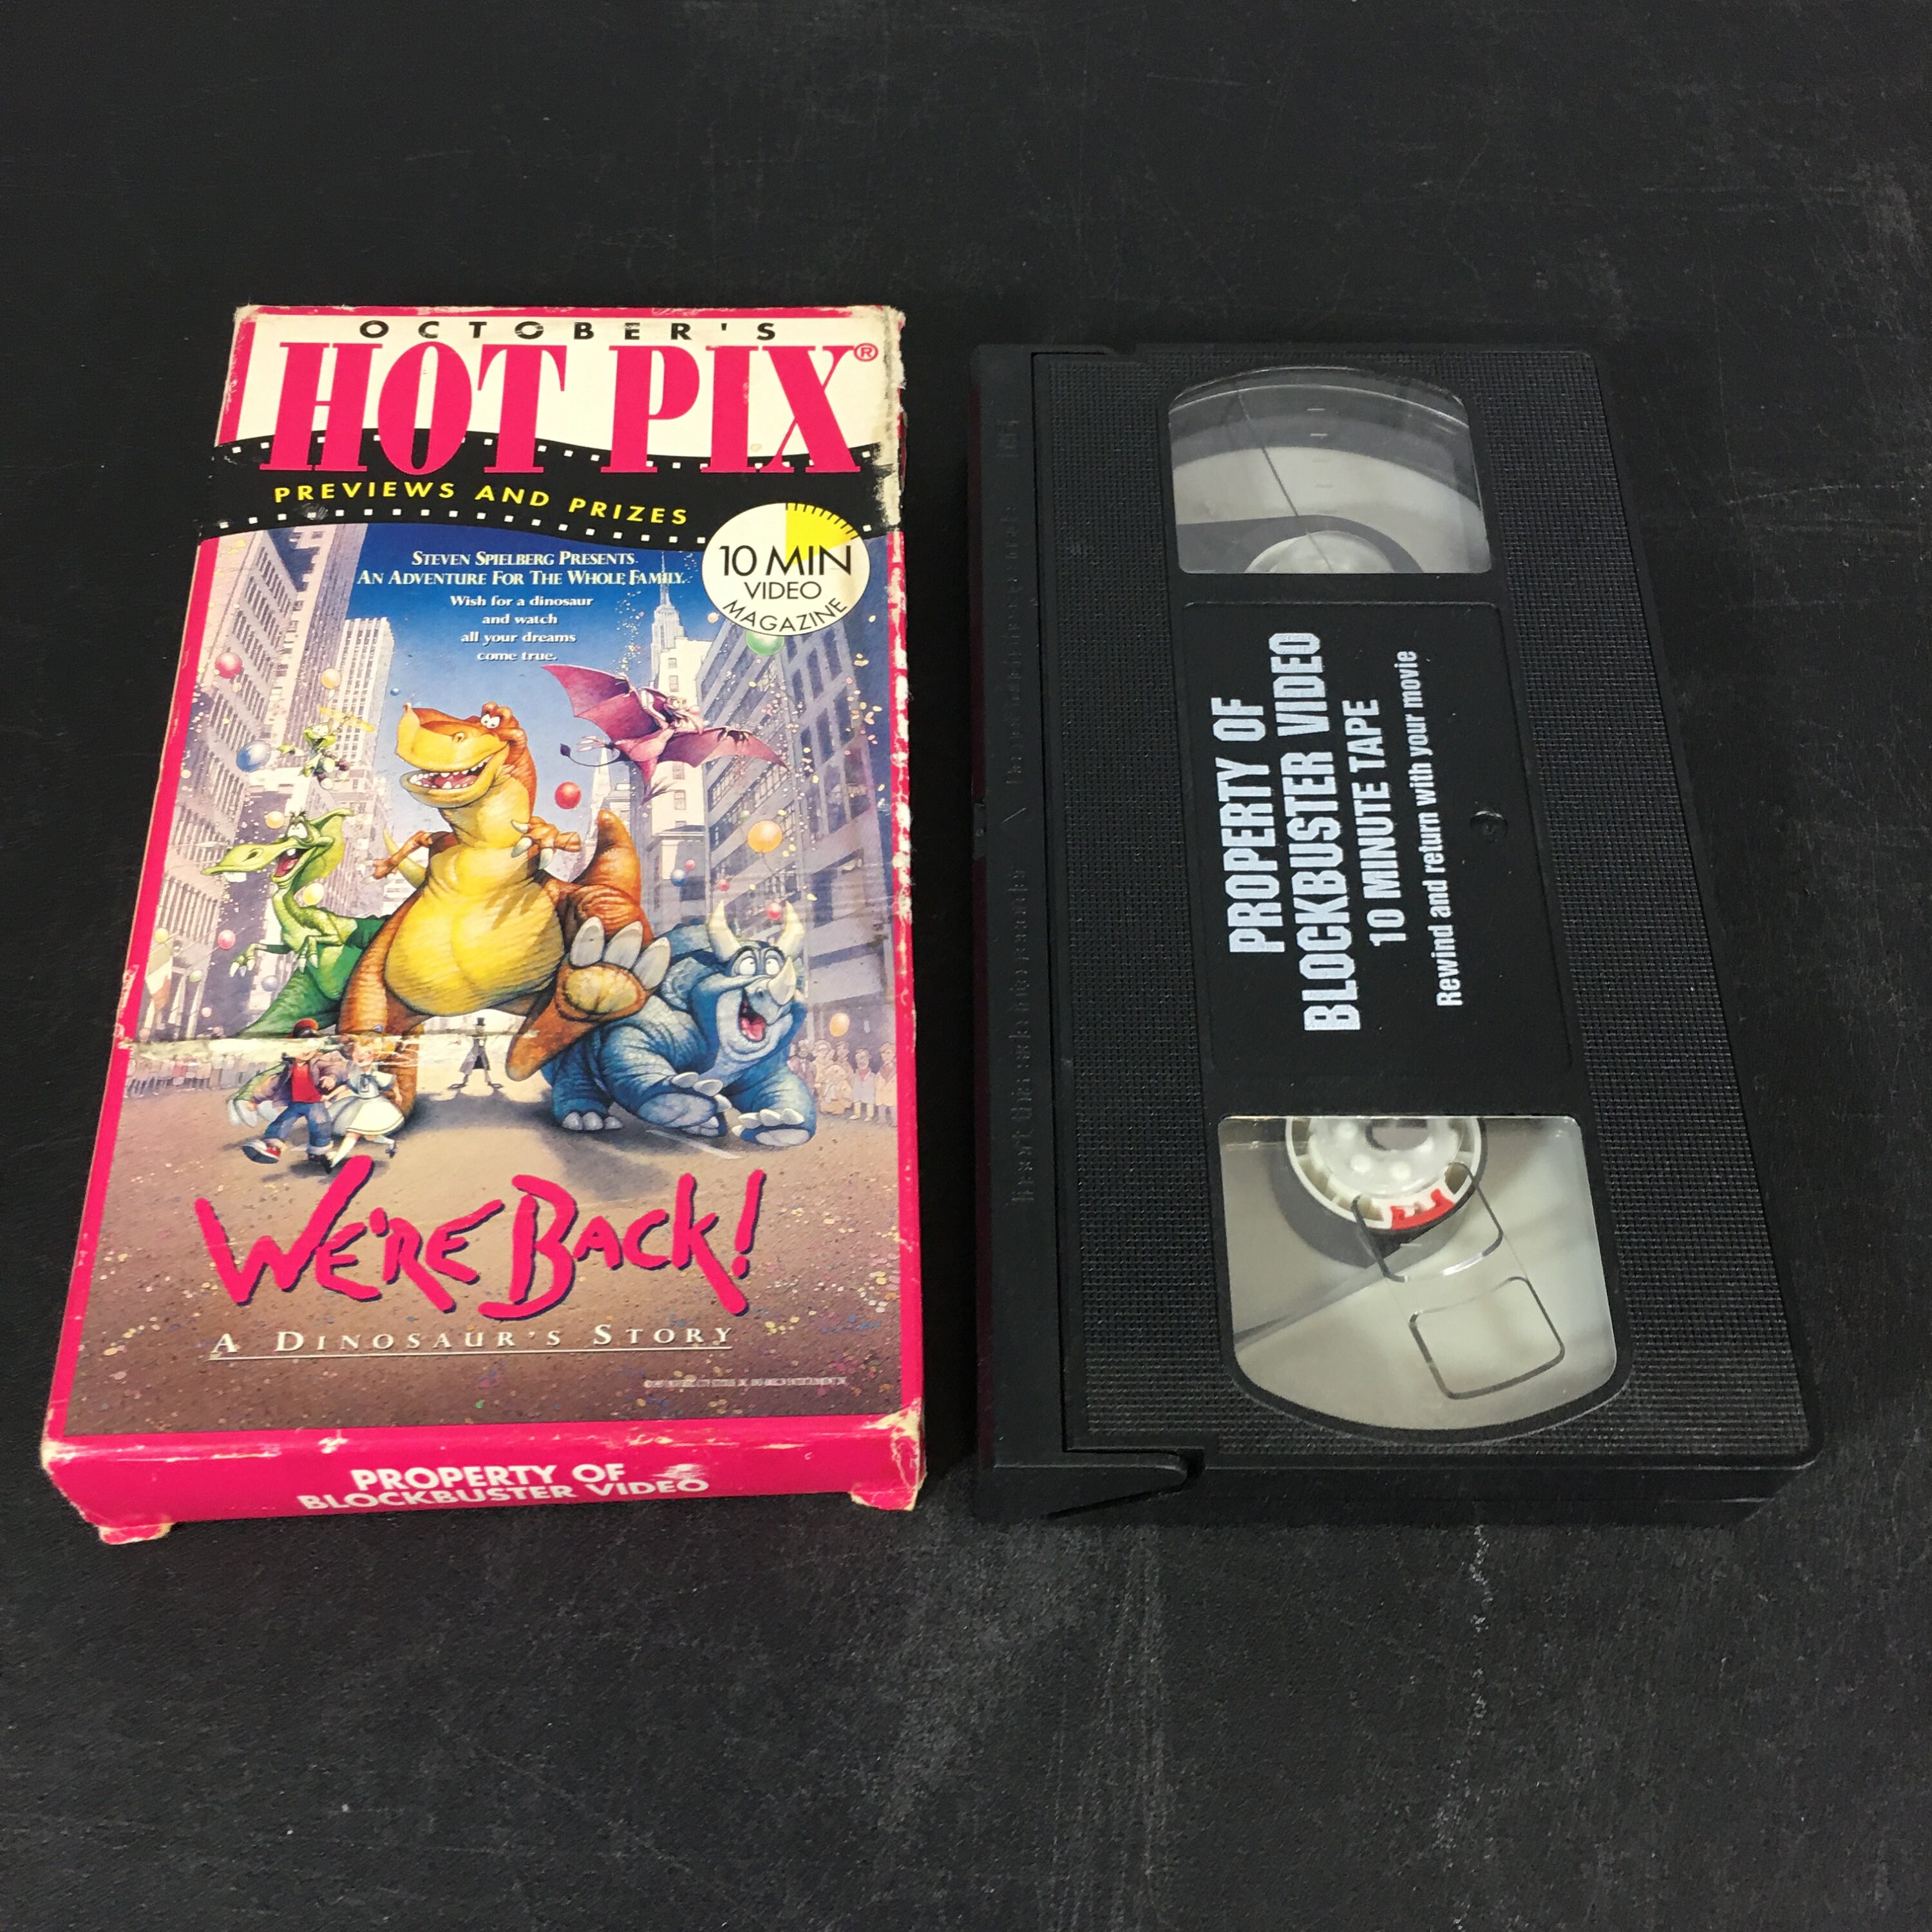 OCTOBER'S
HOT PIX®
PREVIEWS AND PRIZES
10 MIN
VIDEO
MAGAZINE
STEVEN SPIELBERG PRESENTS
AN ADVENTURE FOR THE WHOLE FAMILY.
Wish for a dinosaur
and watch
all your dreams
come true.
WE'RE BACK!
A DINOSAUR'S STORY
PROPERTY OF
BLOCKBUSTER VIDEO
PROPERTY OF
BLOCKBUSTER VIDEO
10 MINUTE TAPE
Rewind and return with your movie